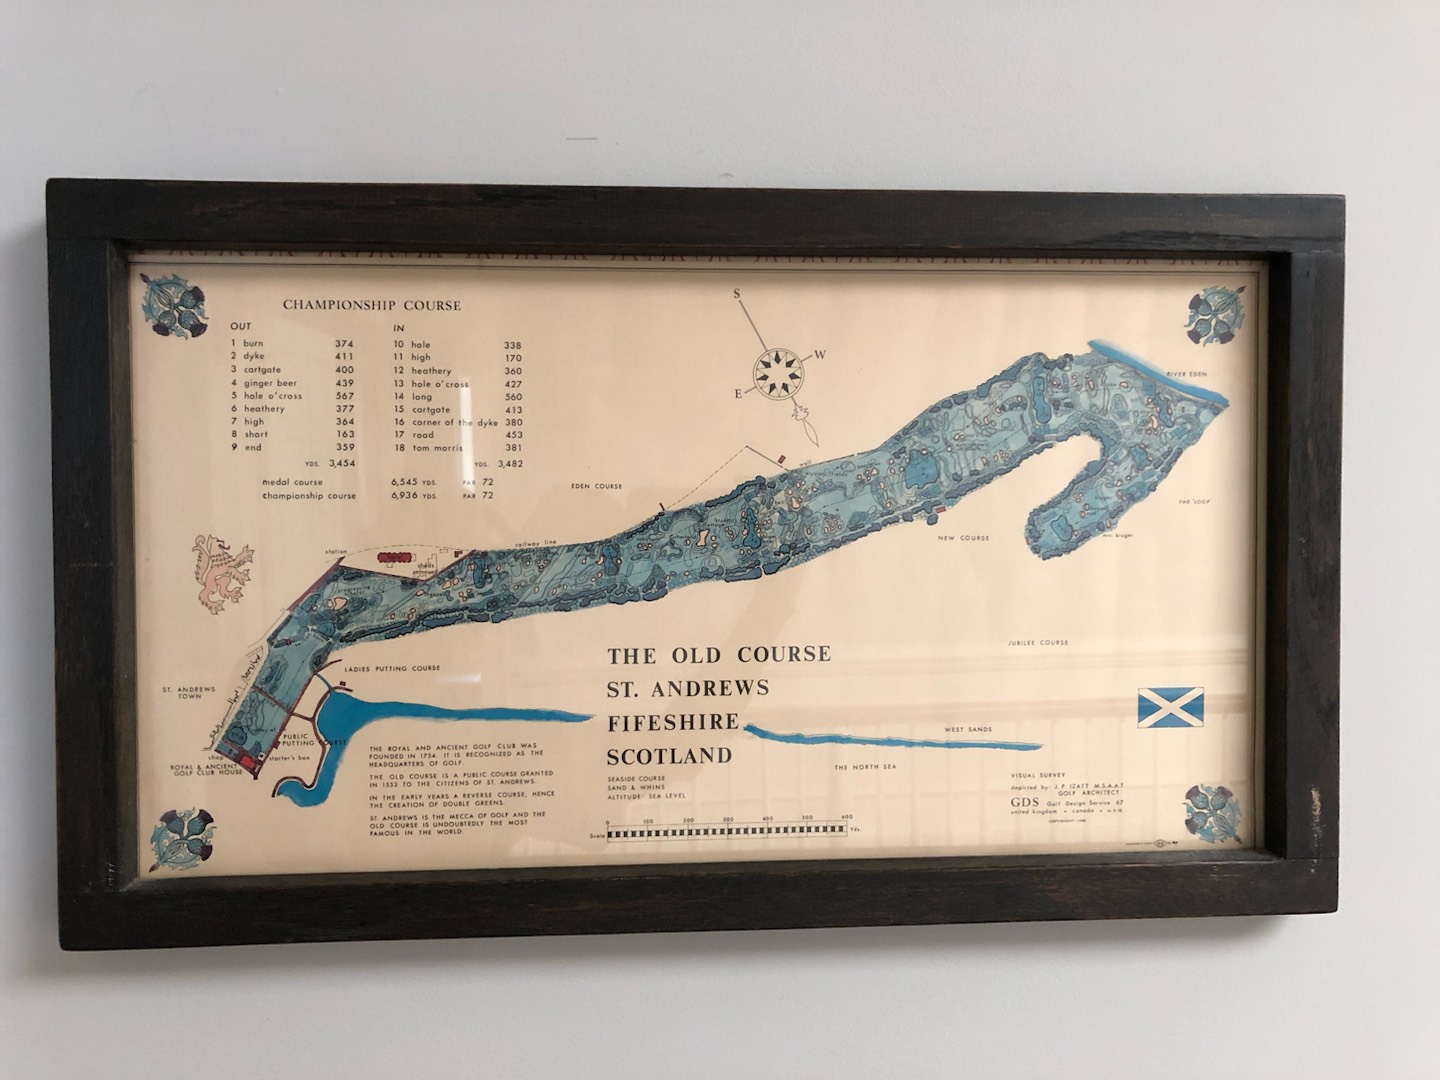 CHAMPIONSHIP COURSE
OUT
1 burn 374
2 dyke 411
3 cartgate 400
4 ginger beer 439
5 hole o'cross 567
6 heathery 377
7 high 364
8 short 163
9 end 359
YDS. 3,454
IN
10 hole 338
11 high 170
12 heathery 360
13 hole o'cross 427
14 long 560
15 cartgate 413
16 corner of the dyke 380
17 road 453
18 tom morris 381
YDS. 3,482
medal course 6,545 YDS. PAR 72
championship course 6,936 YDS. PAR 72
S
W
E
RIVER EDEN
EDEN COURSE
wall
THE 'LOOP'
mrs. kruger
NEW COURSE
railway line
station
sheds
JUBILEE COURSE
LADIES PUTTING COURSE
ST. ANDREWS
TOWN
PUBLIC
PUTTING COURSE
shop
starter's box
ROYAL & ANCIENT
GOLF CLUB HOUSE
THE OLD COURSE
ST. ANDREWS
FIFESHIRE
SCOTLAND
SEASIDE COURSE
SAND & WHINS
ALTITUDE: SEA LEVEL
WEST SANDS
THE NORTH SEA
THE ROYAL AND ANCIENT GOLF CLUB WAS
FOUNDED IN 1754. IT IS RECOGNIZED AS THE
HEADQUARTERS OF GOLF.
THE OLD COURSE IS A PUBLIC COURSE GRANTED
IN 1552 TO THE CITIZENS OF ST. ANDREWS.
IN THE EARLY YEARS A REVERSE COURSE, HENCE
THE CREATION OF DOUBLE GREENS.
ST. ANDREWS IS THE MECCA OF GOLF AND THE
OLD COURSE IS UNDOUBTEDLY THE MOST
FAMOUS IN THE WORLD.
0 100 200 300 400 500 600
Scale Yds.
VISUAL SURVEY
depicted by: J. P. IZATT M.S.A.A.T
GOLF ARCHITECT
GDS Golf Design Service 67
united kingdom • canada • u.s.a.